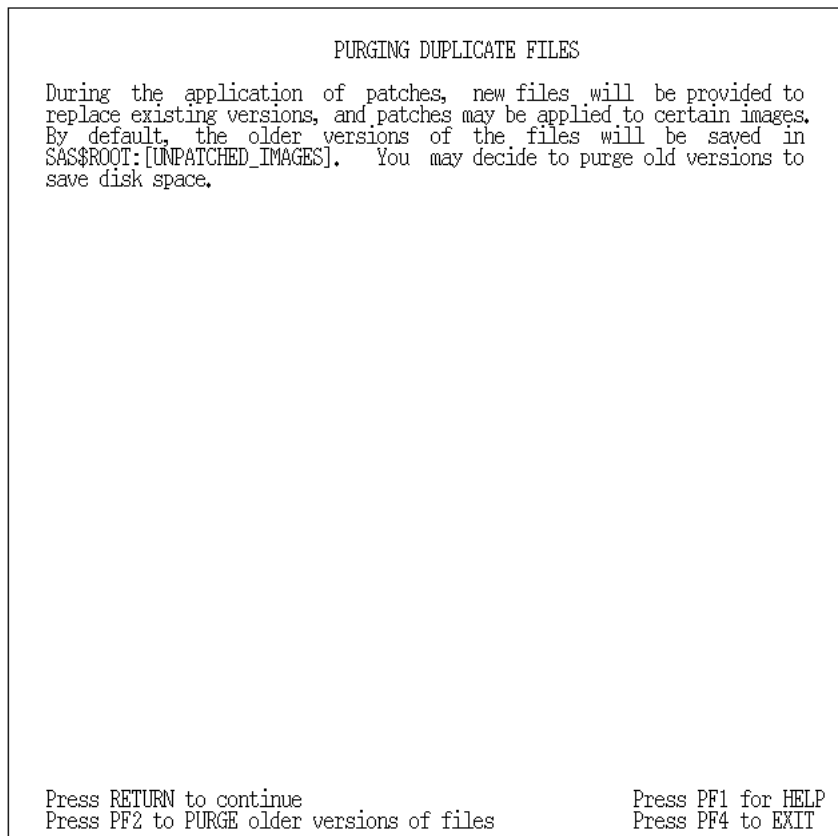 PURGING DUPLICATE FILES
During the application of patches, new files will be provided to
replace existing versions, and patches may be applied to certain images.
By default, the older versions of the files will be saved in
SAS$ROOT:[UNPATCHED_IMAGES]. You may decide to purge old versions to
save disk space.
Press RETURN to continue Press PF1 for HELP
Press PF2 to PURGE older versions of files Press PF4 to EXIT